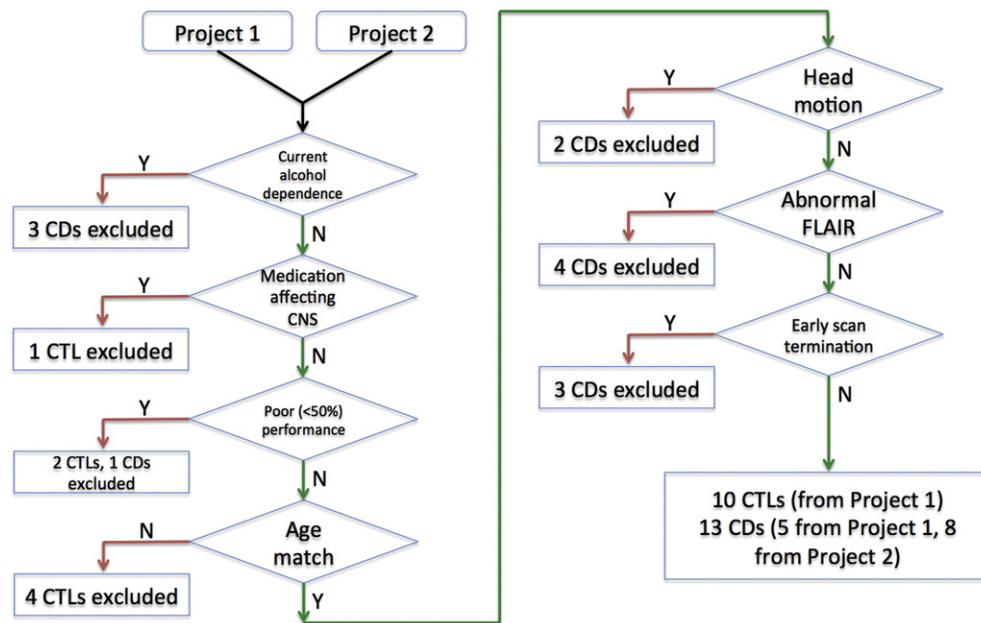 Project 1
Project 2
Current
alcohol
dependence
Y
3 CDs excluded
N
Medication
affecting
CNS
Y
1 CTL excluded
N
Poor (<50%)
performance
Y
2 CTLs, 1 CDs
excluded
N
Age
match
N
4 CTLs excluded
Y
Head
motion
Y
2 CDs excluded
N
Abnormal
FLAIR
Y
4 CDs excluded
N
Early scan
termination
Y
3 CDs excluded
N
10 CTLs (from Project 1)
13 CDs (5 from Project 1, 8
from Project 2)